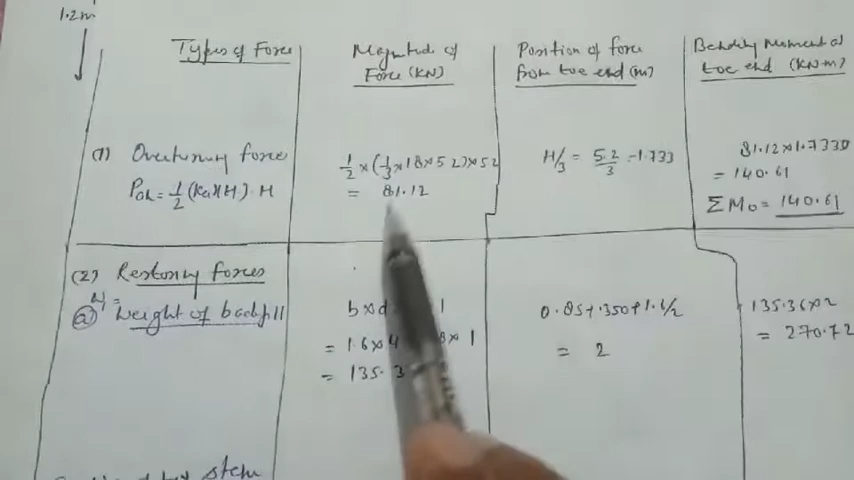 1.2m
Types of Force
Magnitude of
Force (KN)
Position of force
from toe end (m)
Bending Moment at
toe end (KN-m)
(1) Overturning force
Pah = 1/2 (Ka γ H) · H
1/2 × (1/3 × 18 × 5.2) × 5.2
= 81.12
H/3 = 5.2/3 = 1.733
81.12 × 1.733
= 140.61
ΣMo = 140.61
(2) Restoring forces
(a) weight of backfill
b × d
= 1.6 × 4
8 × 1
= 135.3
0.85 + .350 + 1.6/2
= 2
135.36 × 2
= 270.72
stem